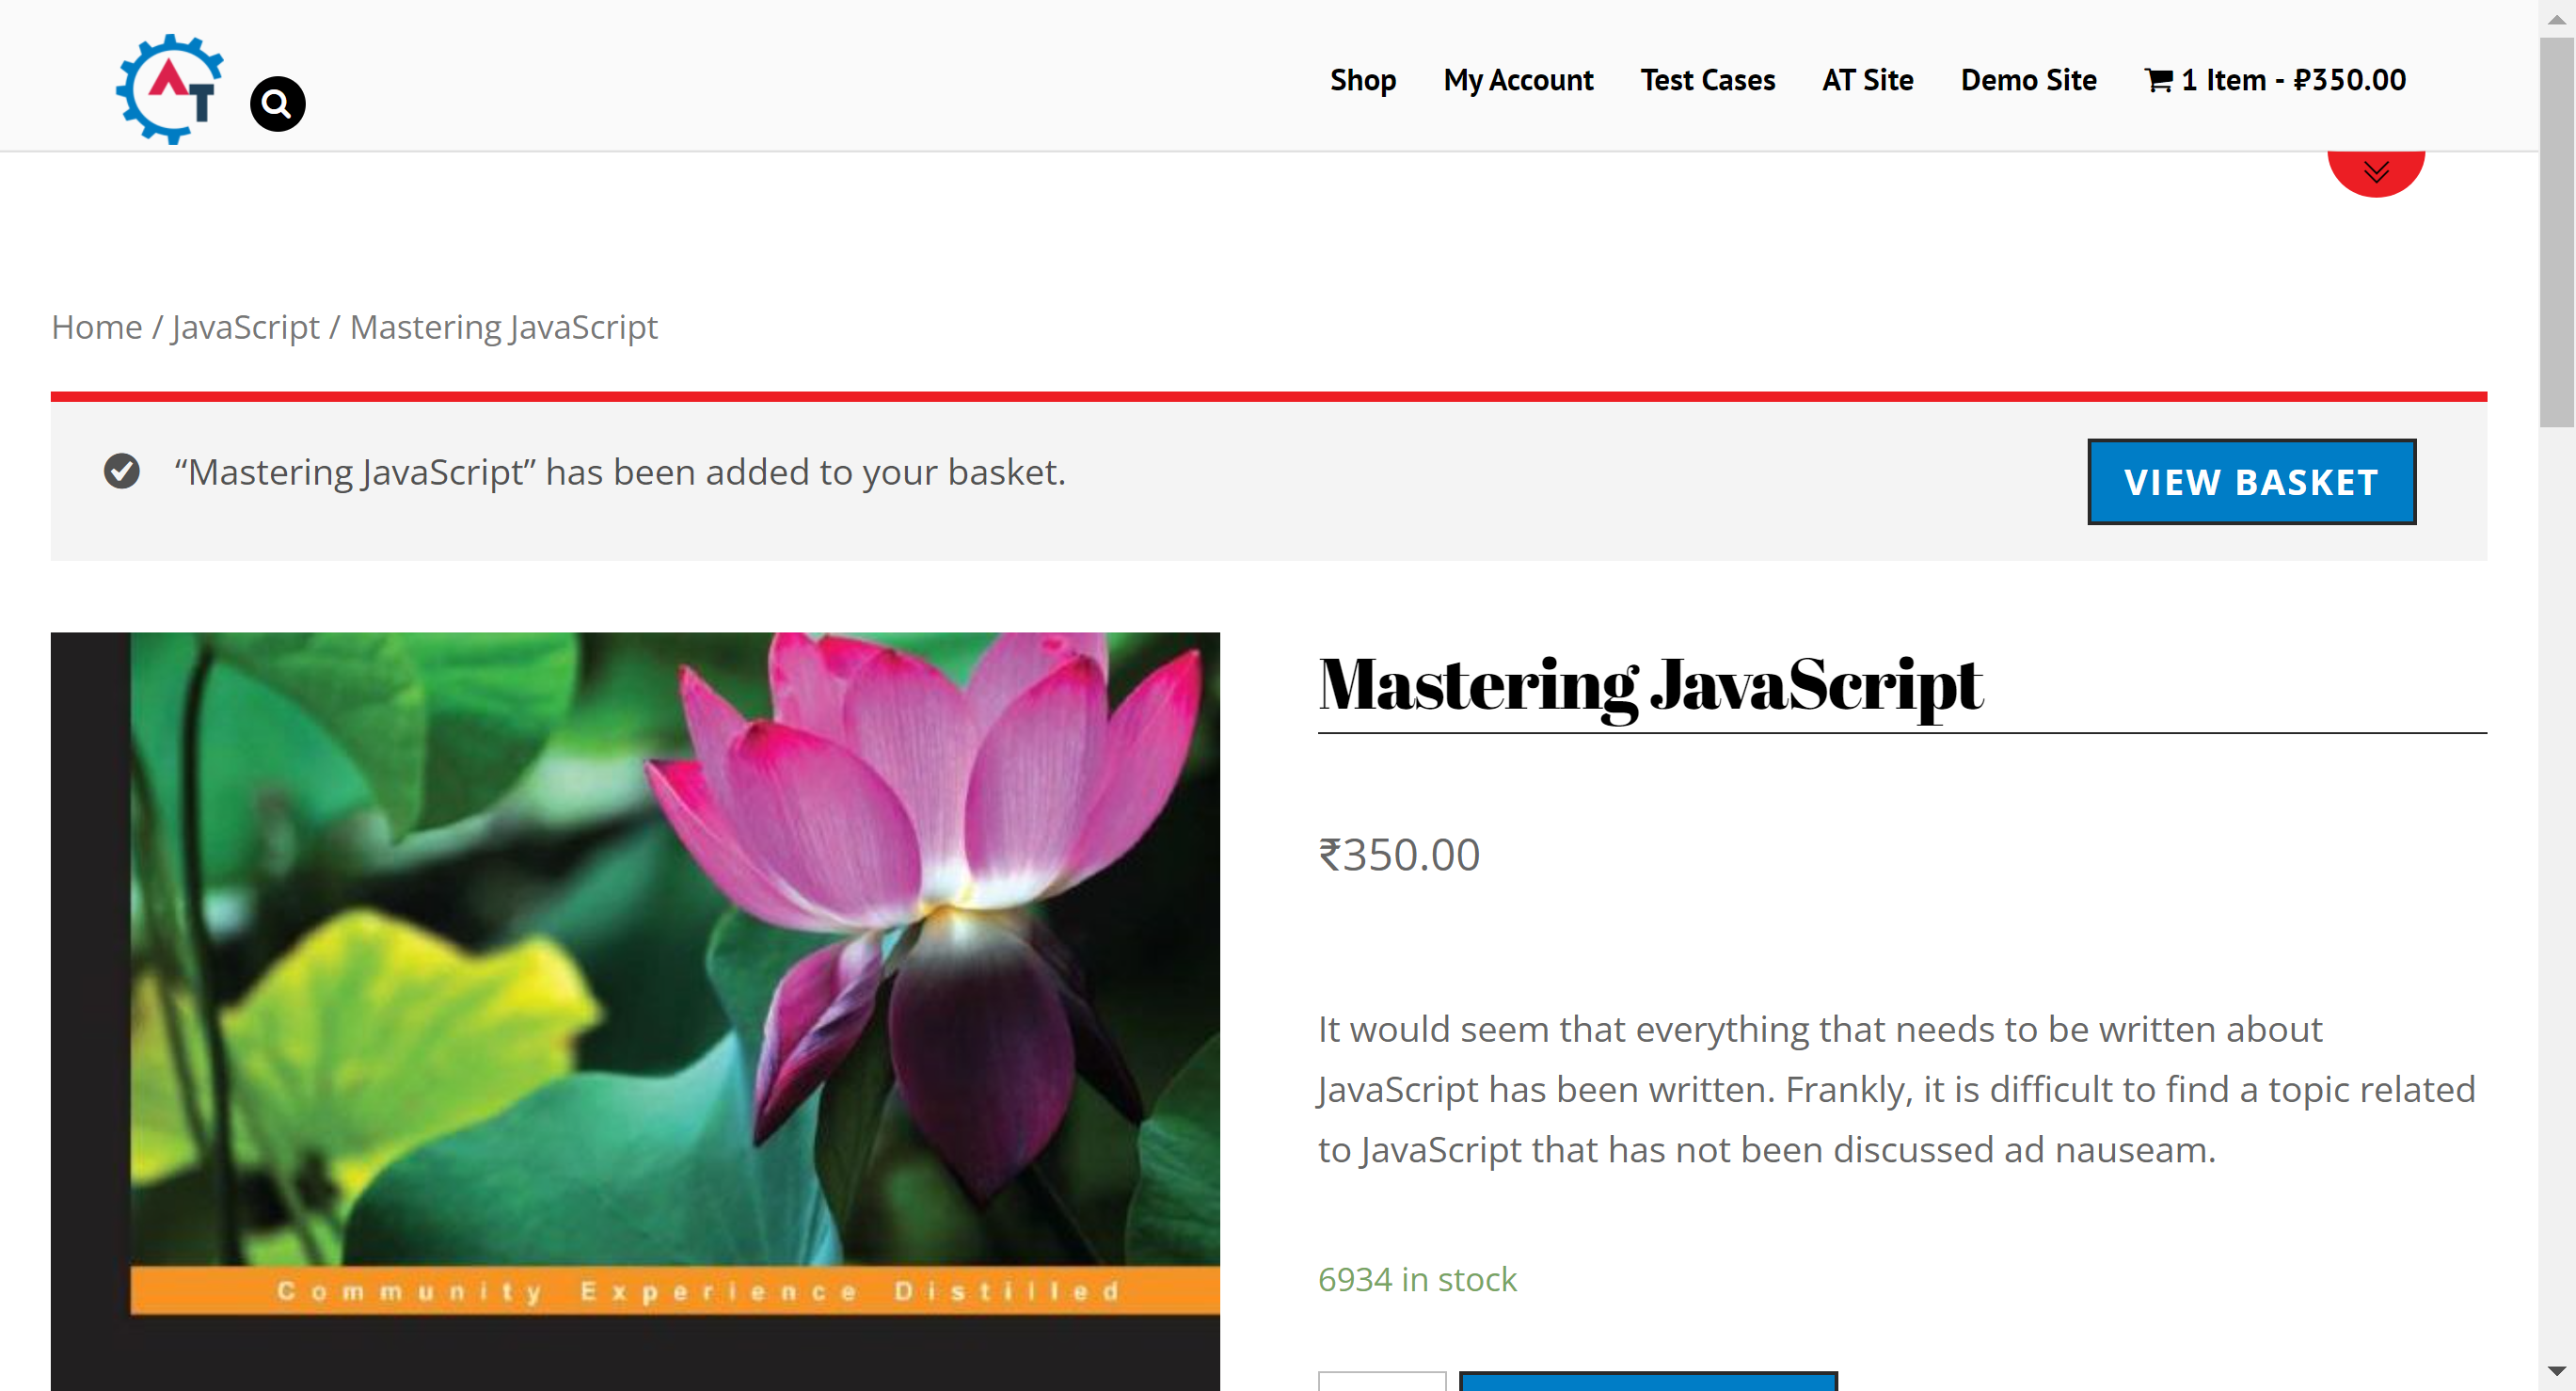 AT
Shop
My Account
Test Cases
AT Site
Demo Site
1 Item - ₽350.00
Home / JavaScript / Mastering JavaScript
“Mastering JavaScript” has been added to your basket.
VIEW BASKET
Community Experience Distilled
Mastering JavaScript
₹350.00
It would seem that everything that needs to be written about
JavaScript has been written. Frankly, it is difficult to find a topic related
to JavaScript that has not been discussed ad nauseam.
6934 in stock